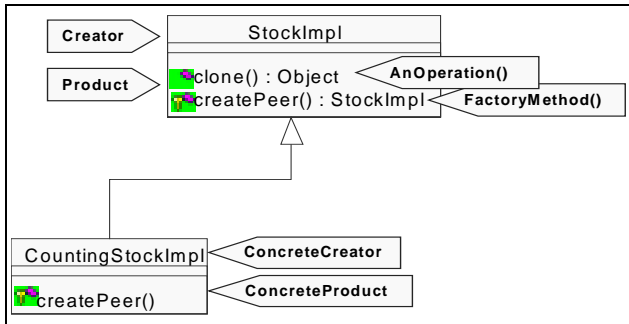 Creator
StockImpl
Product
clone() : Object
AnOperation()
createPeer() : StockImpl
FactoryMethod()
CountingStockImpl
ConcreteCreator
createPeer()
ConcreteProduct